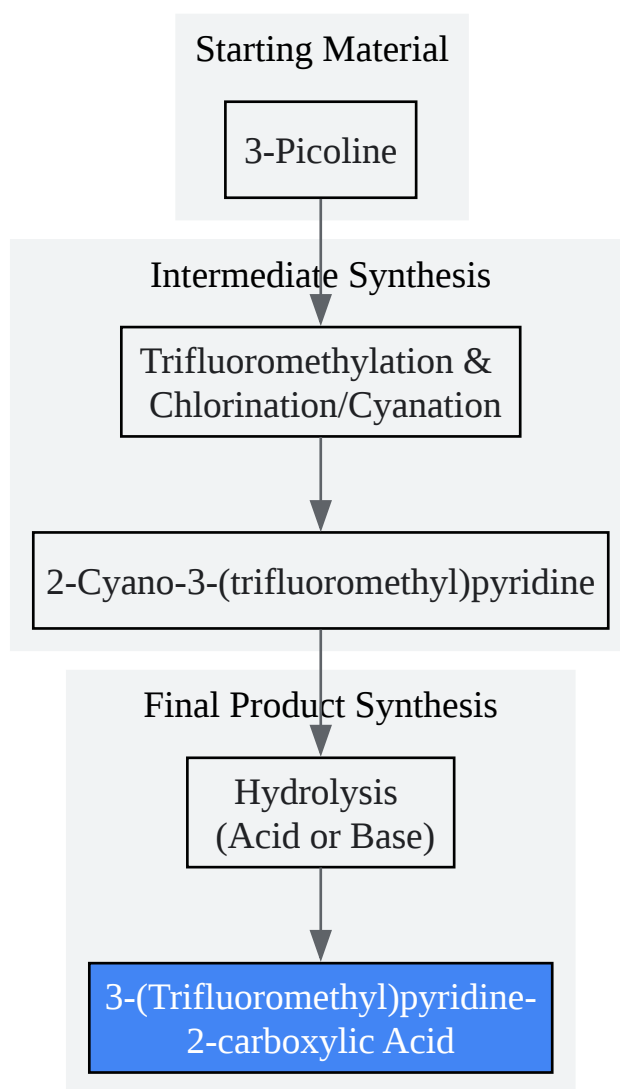 Starting Material
3-Picoline
Intermediate Synthesis
Trifluoromethylation &
Chlorination/Cyanation
2-Cyano-3-(trifluoromethyl)pyridine
Final Product Synthesis
Hydrolysis
(Acid or Base)
3-(Trifluoromethyl)pyridine-
2-carboxylic Acid